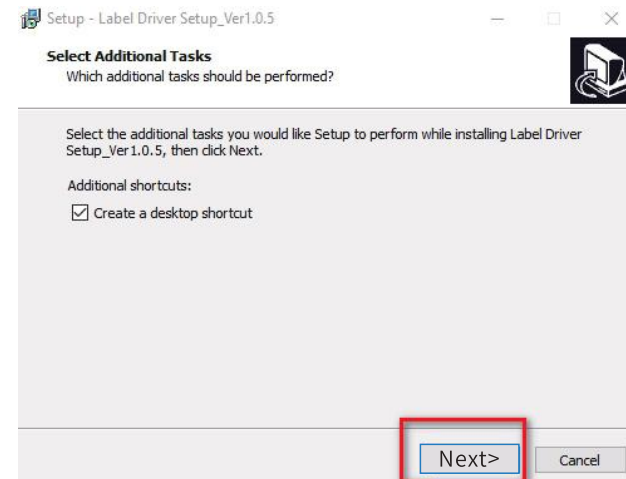 Setup - Label Driver Setup_Ver1.0.5
Select Additional Tasks
Which additional tasks should be performed?
Select the additional tasks you would like Setup to perform while installing Label Driver
Setup_Ver1.0.5, then click Next.
Additional shortcuts:
Create a desktop shortcut
Next>
Cancel